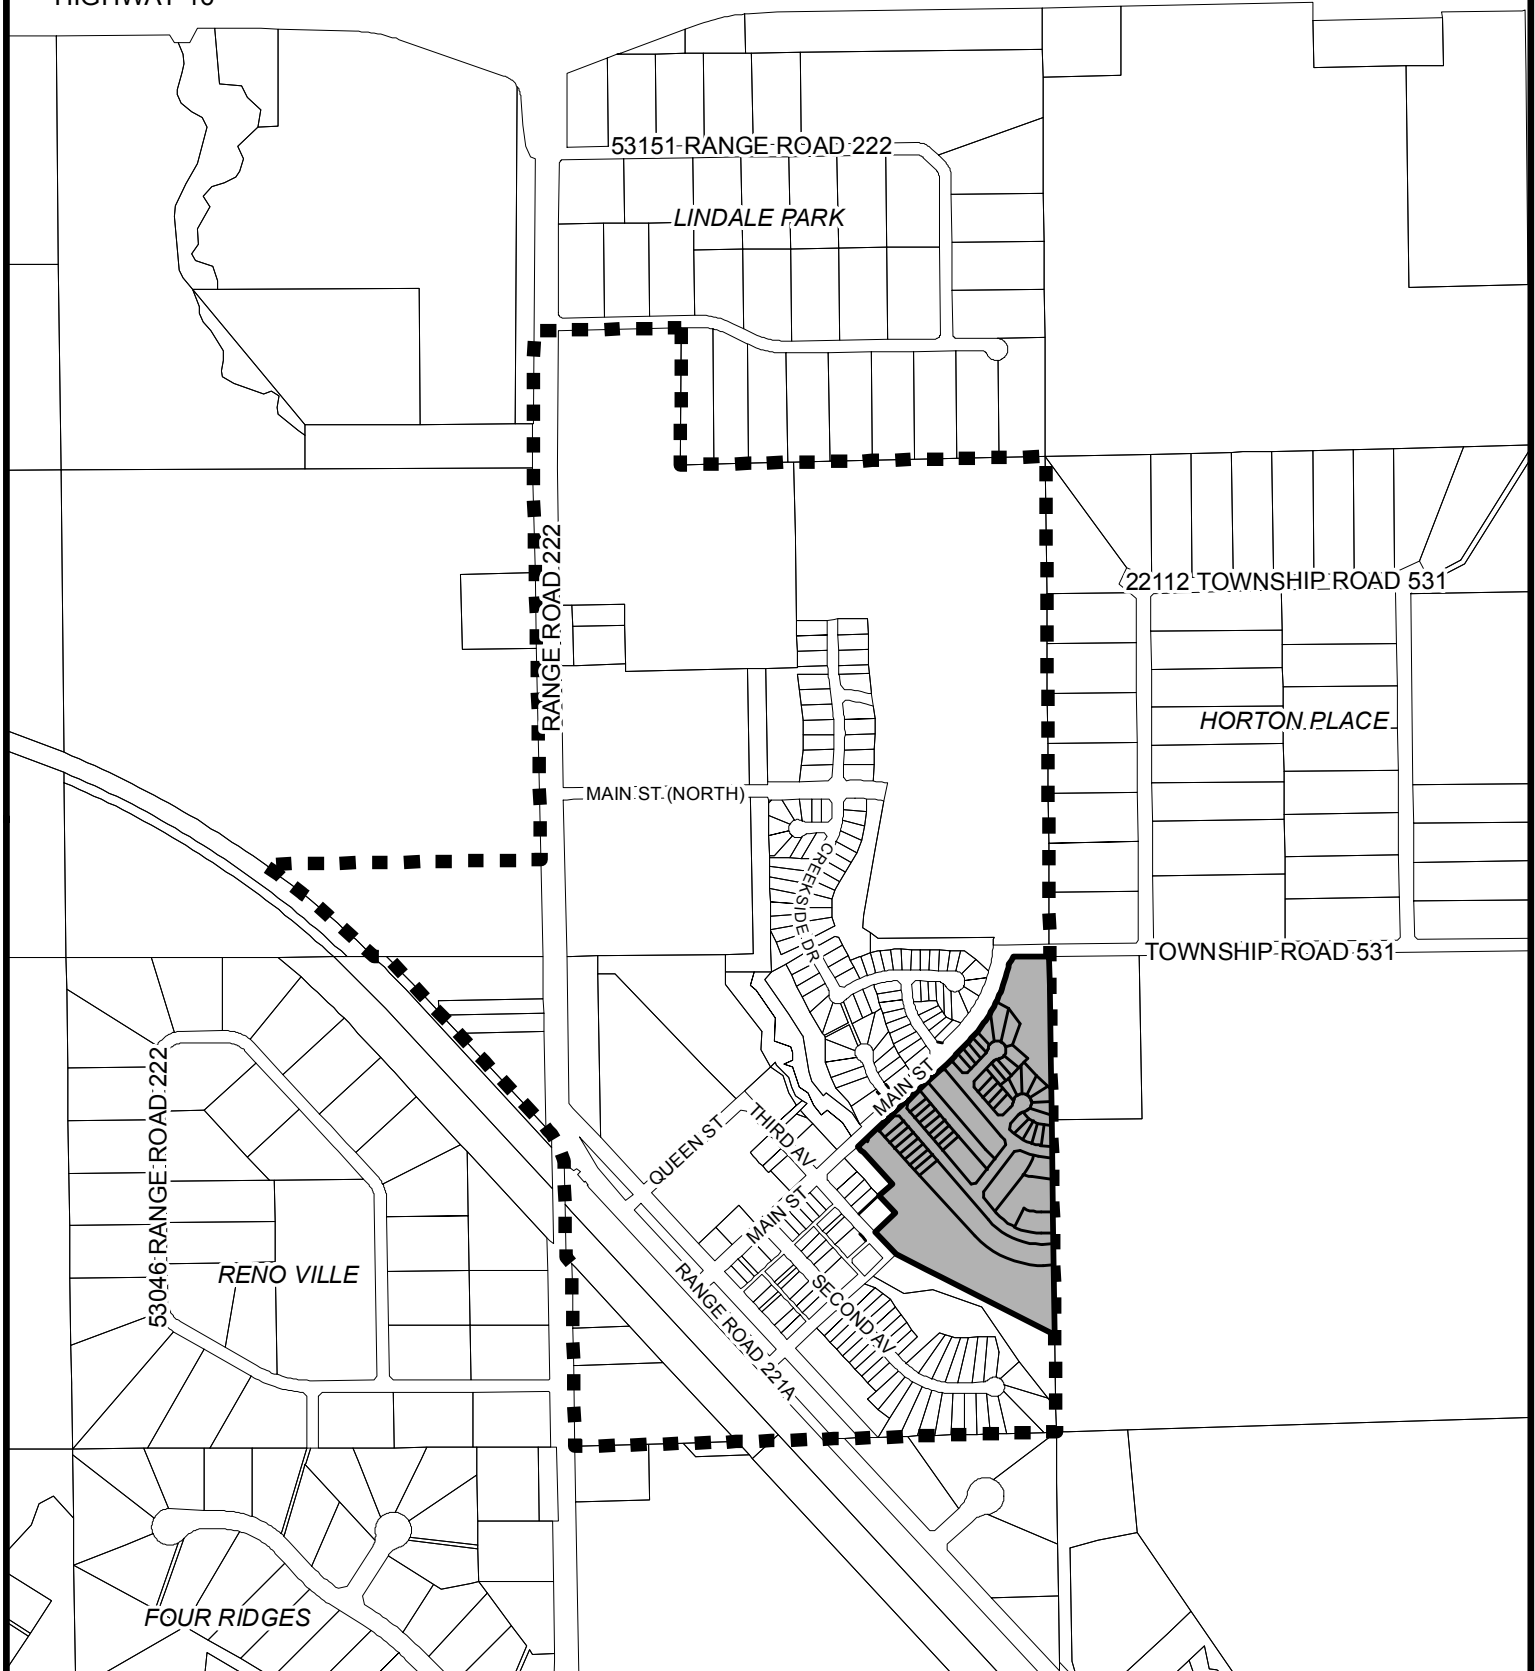 53151 RANGE ROAD 222
LINDALE PARK
RANGE ROAD 222
22112 TOWNSHIP ROAD 531
HORTON PLACE
MAIN ST (NORTH)
CREEKSIDE DR
TOWNSHIP ROAD 531
MAIN ST
THIRD AV
QUEEN ST
MAIN ST
53046 RANGE ROAD 222
RENO VILLE
RANGE ROAD 221A
SECOND AV
FOUR RIDGES